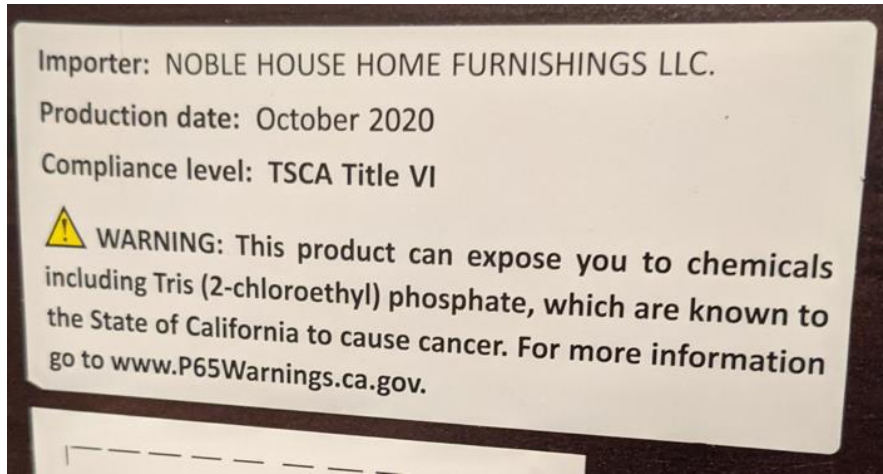 Importer: NOBLE HOUSE HOME FURNISHINGS LLC.
Production date: October 2020
Compliance level: TSCA Title VI
WARNING: This product can expose you to chemicals
including Tris (2-chloroethyl) phosphate, which are known to
the State of California to cause cancer. For more information
go to www.P65Warnings.ca.gov.